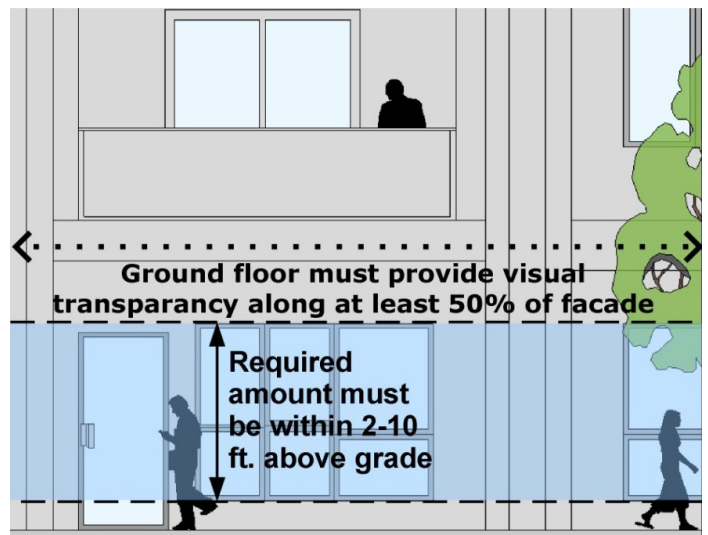 Ground floor must provide visual
transparancy along at least 50% of facade
Required
amount must
be within 2-10
ft. above grade